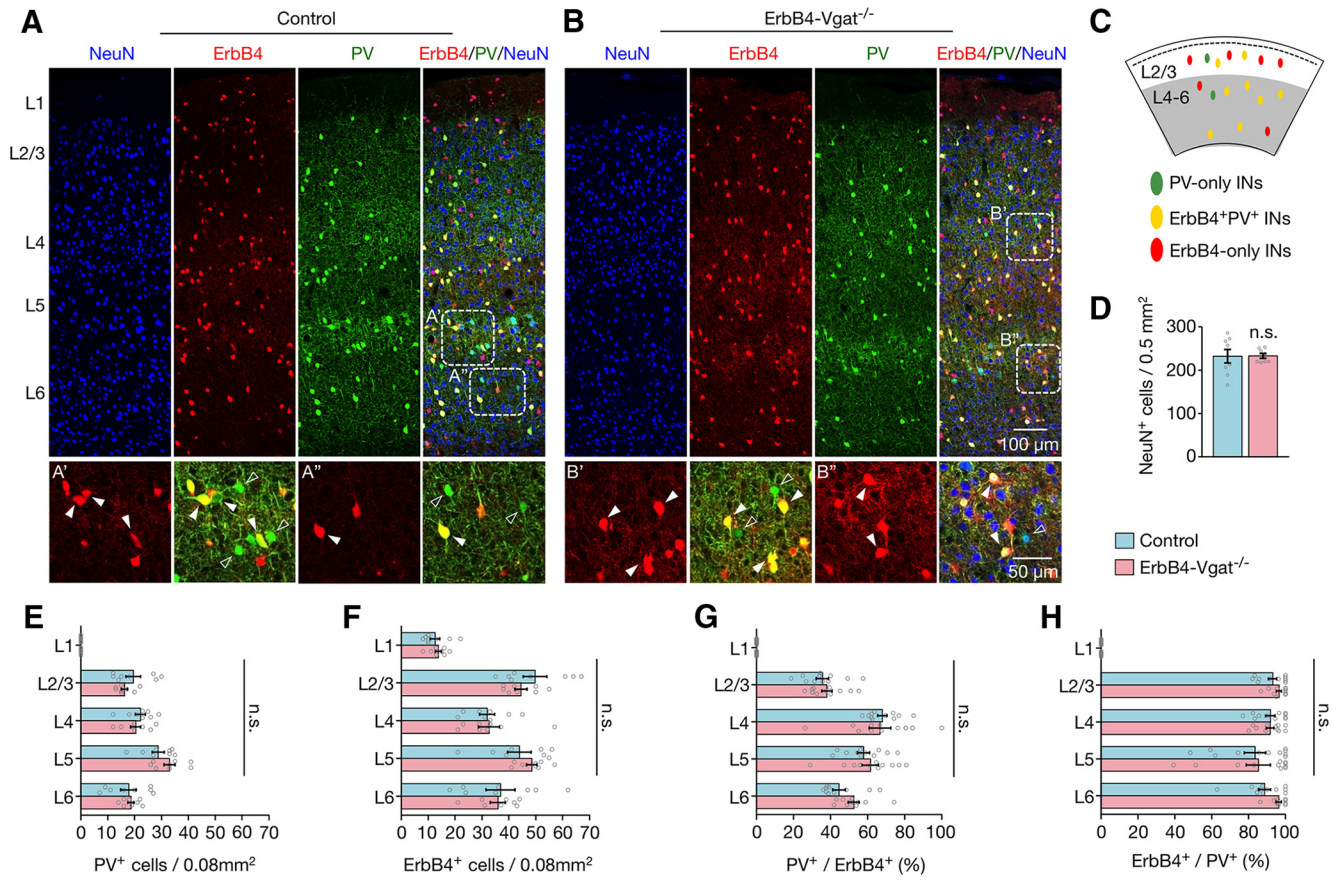 A
Control
NeuN ErbB4 PV ErbB4/PV/NeuN
L1
L2/3
L4
L5
L6
A'
A"
A' A"
B
ErbB4-Vgat-/-
NeuN ErbB4 PV ErbB4/PV/NeuN
B'
B"
100 µm
B' B"
50 µm
C
L2/3
L4-6
PV-only INs
ErbB4+PV+ INs
ErbB4-only INs
D
NeuN+ cells / 0.5 mm2
300
200
100
0
n.s.
Control
ErbB4-Vgat-/-
E
L1
L2/3
L4
L5
L6
n.s.
0 10 20 30 40 50 60 70
PV+ cells / 0.08mm2
F
L1
L2/3
L4
L5
L6
n.s.
0 10 20 30 40 50 60 70
ErbB4+ cells / 0.08mm2
G
L1
L2/3
L4
L5
L6
n.s.
0 20 40 60 80 100
PV+ / ErbB4+ (%)
H
L1
L2/3
L4
L5
L6
n.s.
0 20 40 60 80 100
ErbB4+ / PV+ (%)